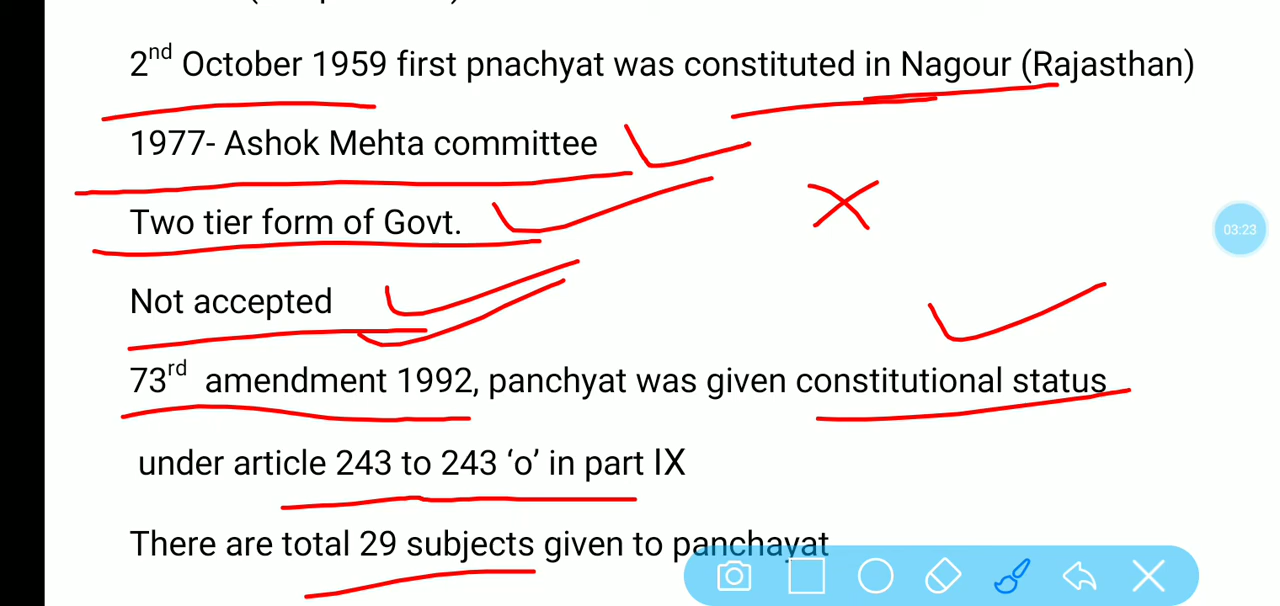 2nd October 1959 first pnachyat was constituted in Nagour (Rajasthan)
1977- Ashok Mehta committee
Two tier form of Govt.
Not accepted
73rd amendment 1992, panchyat was given constitutional status
under article 243 to 243 ‘o’ in part IX
There are total 29 subjects given to panchayat
03:23